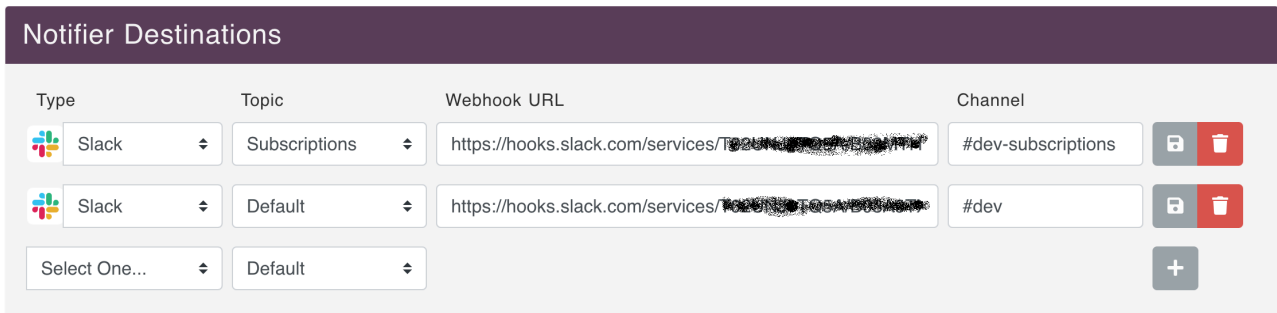 Notifier Destinations
Type Topic Webhook URL Channel
Slack Subscriptions https://hooks.slack.com/services/ #dev-subscriptions
Slack Default https://hooks.slack.com/services/ #dev
Select One... Default